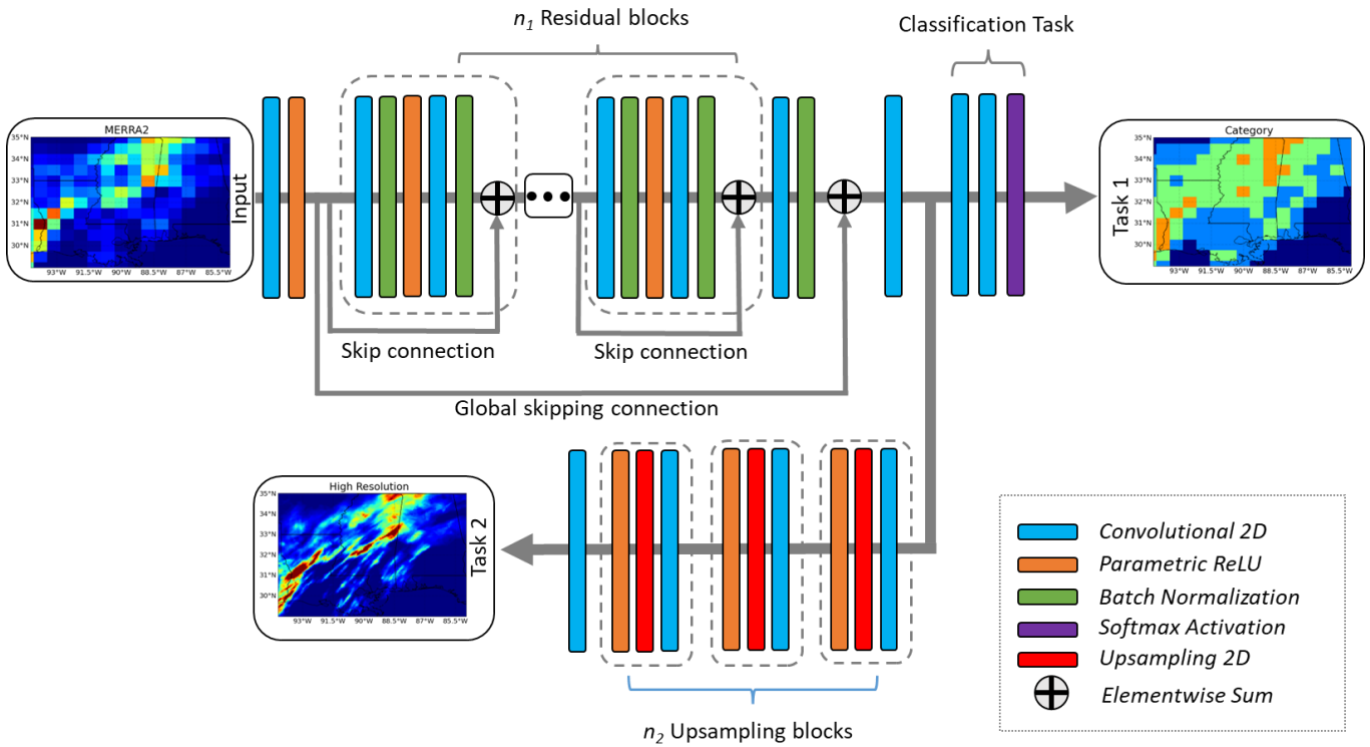 n1 Residual blocks
Classification Task
MERRA2
35°N
34°N
33°N
32°N
31°N
30°N
93°W 91.5°W 90°W 88.5°W 87°W 85.5°W
Input
Category
35°N
34°N
33°N
32°N
31°N
30°N
93°W 91.5°W 90°W 88.5°W 87°W 85.5°W
Task 1
Skip connection
Skip connection
Global skipping connection
High Resolution
35°N
34°N
33°N
32°N
31°N
30°N
93°W 91.5°W 90°W 88.5°W 87°W 85.5°W
Task 2
n2 Upsampling blocks
Convolutional 2D
Parametric ReLU
Batch Normalization
Softmax Activation
Upsampling 2D
Elementwise Sum